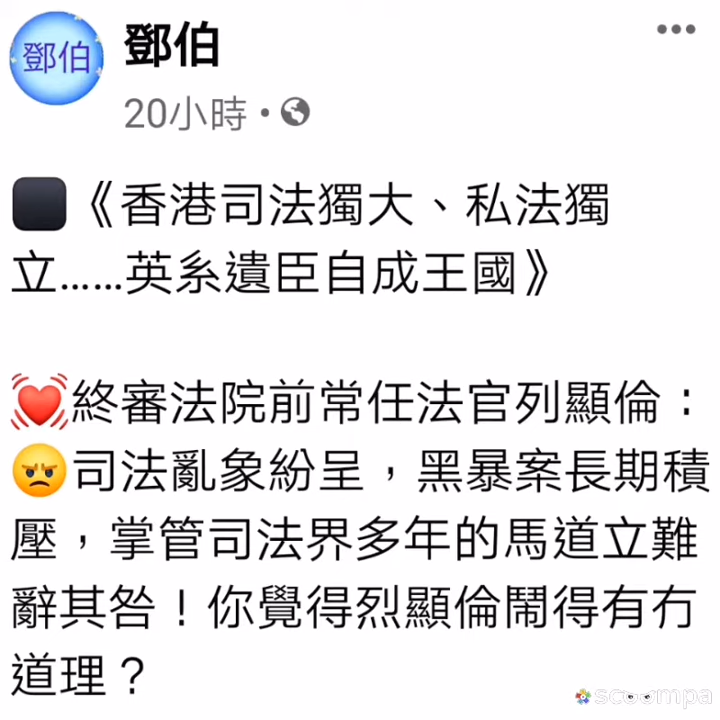 鄧伯
鄧伯
20小時
《香港司法獨大、私法獨
立......英糸遺臣自成王國》
終審法院前常任法官列顯倫：
司法亂象紛呈，黑暴案長期積
壓，掌管司法界多年的馬道立難
辭其咎！你覺得烈顯倫鬧得有冇
道理？
scoompa